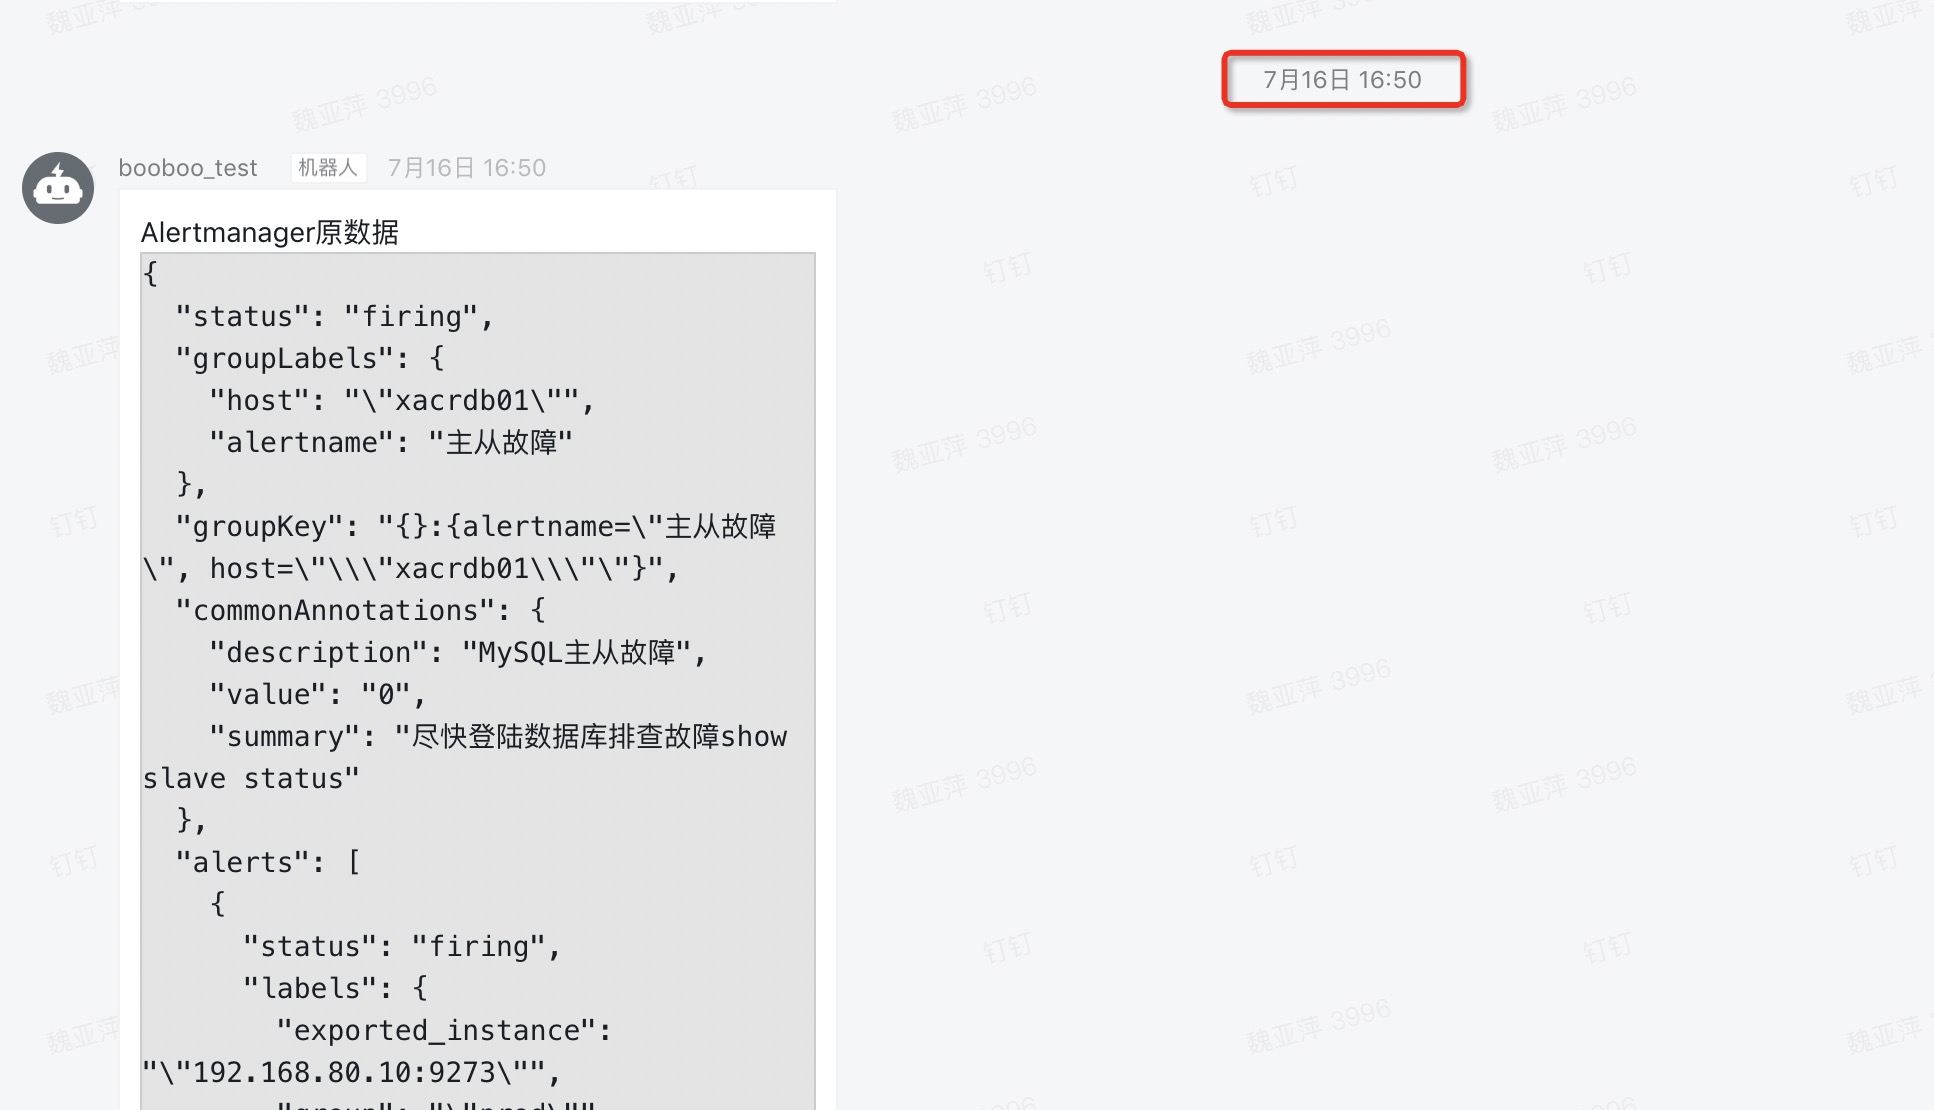 7月16日 16:50
booboo_test 机器人 7月16日 16:50
Alertmanager原数据
{
  "status": "firing",
  "groupLabels": {
    "host": "\"xacrdb01\"",
    "alertname": "主从故障"
  },
  "groupKey": "{}:{alertname=\"主从故障
\", host=\"\\\"xacrdb01\\\"\"}",
  "commonAnnotations": {
    "description": "MySQL主从故障",
    "value": "0",
    "summary": "尽快登陆数据库排查故障show
slave status"
  },
  "alerts": [
    {
      "status": "firing",
      "labels": {
        "exported_instance":
"\"192.168.80.10:9273\"",
魏亚萍 3996
钉钉